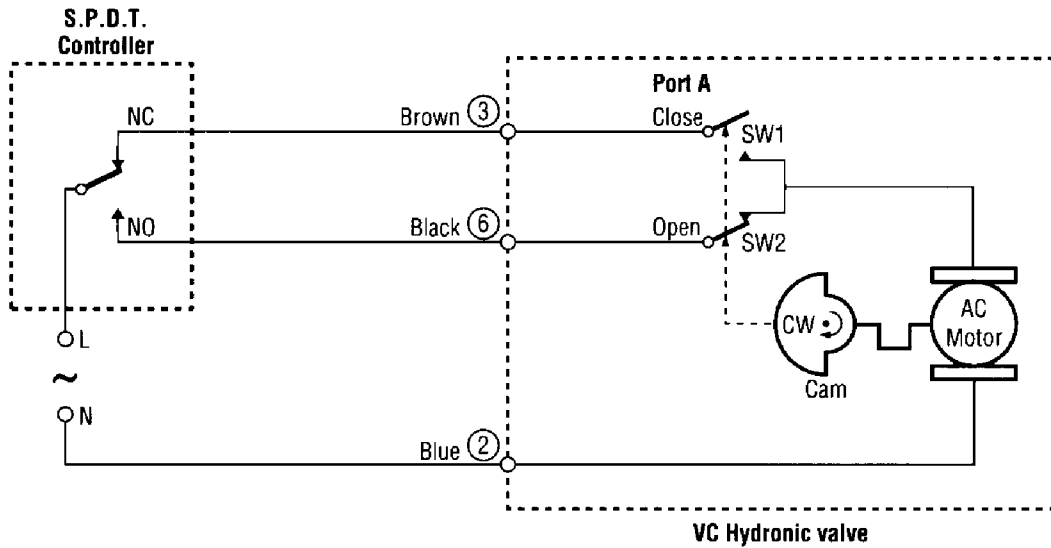 S.P.D.T.
Controller
NC
NO
L
~
N
Brown 3
Black 6
Blue 2
Port A
Close
SW1
Open
SW2
CW
Cam
AC
Motor
VC Hydronic valve